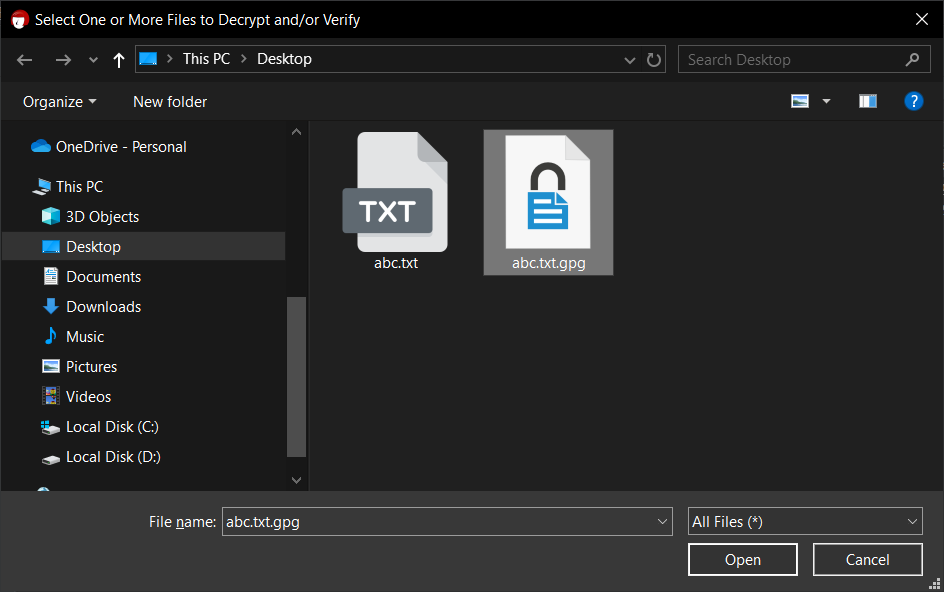 Select One or More Files to Decrypt and/or Verify
This PC
Desktop
Search Desktop
Organize
New folder
?
OneDrive - Personal
This PC
3D Objects
Desktop
Documents
Downloads
Music
Pictures
Videos
Local Disk (C:)
Local Disk (D:)
TXT
abc.txt
abc.txt.gpg
File name:
abc.txt.gpg
All Files (*)
Open
Cancel